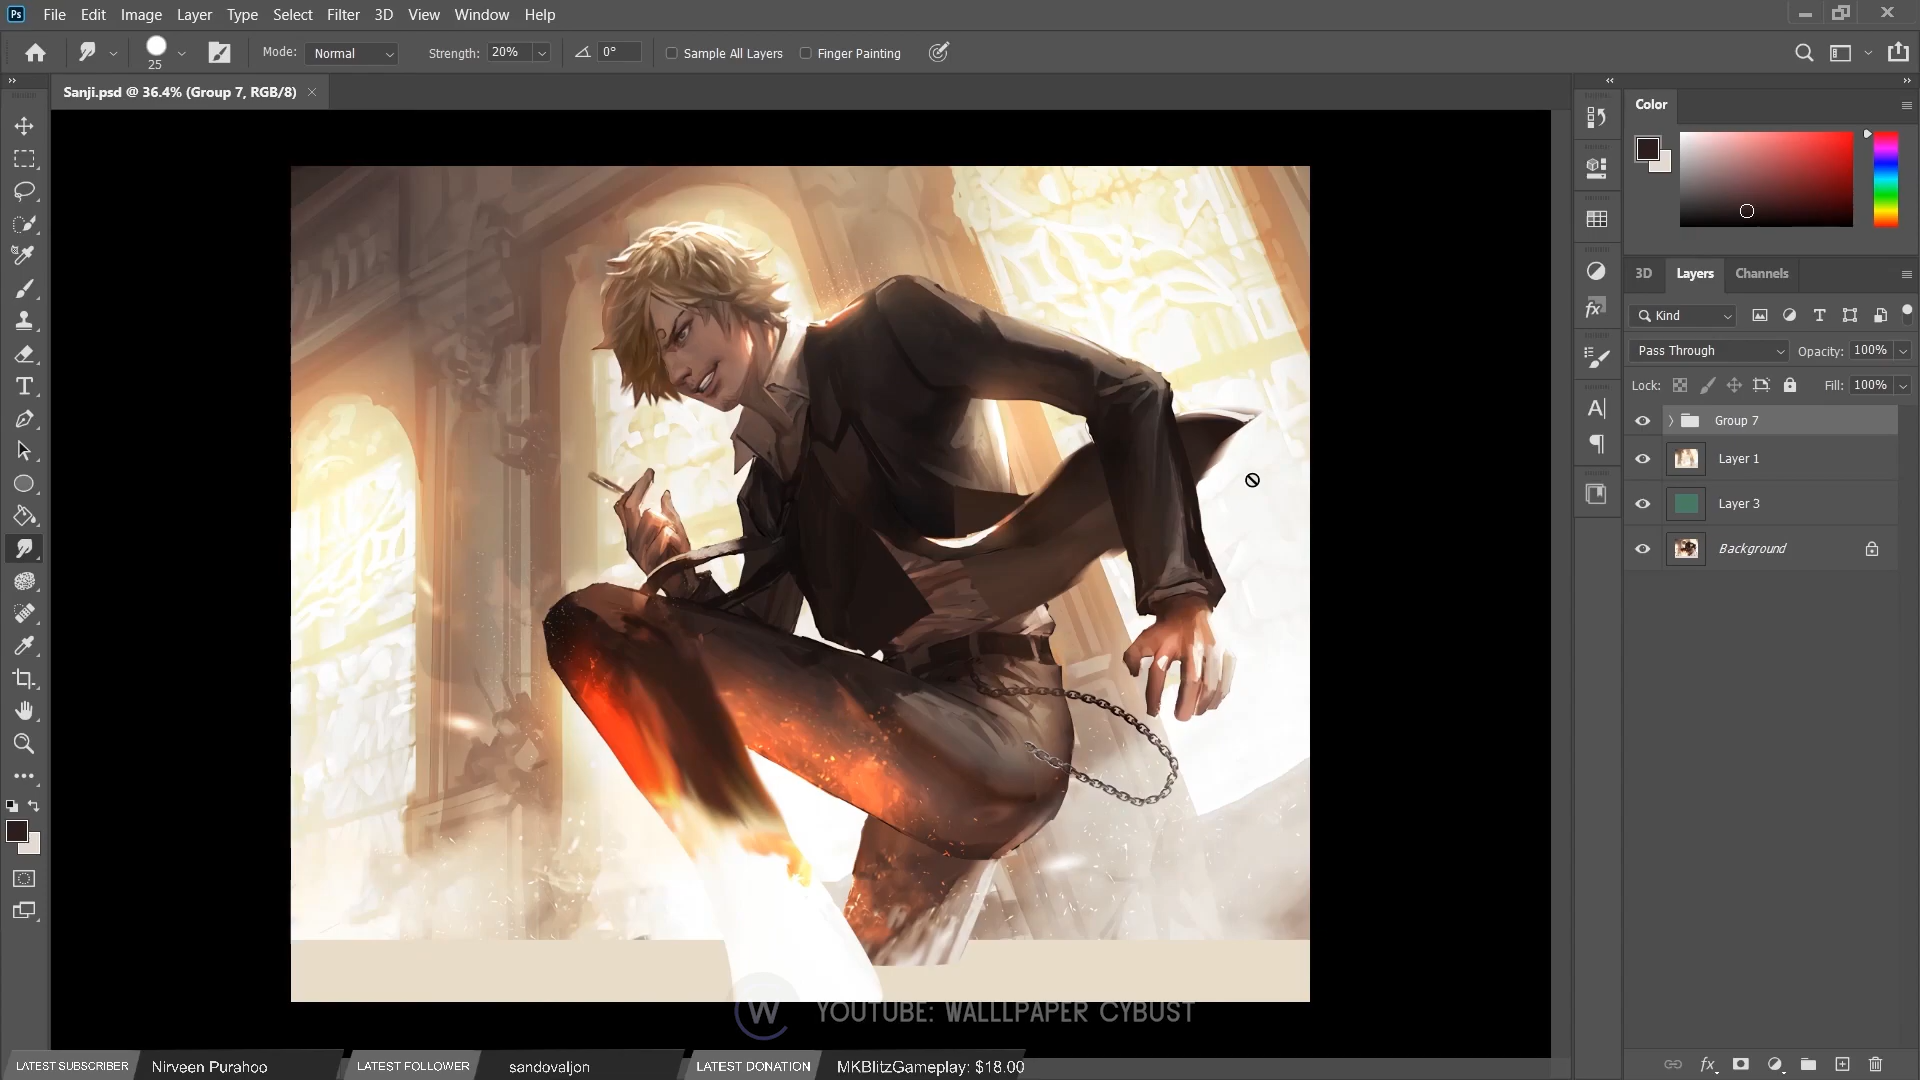 Ps File Edit Image Layer Type Select Filter 3D View Window Help
25 Mode: Normal Strength: 20% 0° Sample All Layers Finger Painting
Sanji.psd @ 36.4% (Group 7, RGB/8)
Color
3D Layers Channels
Kind
Pass Through Opacity: 100%
Lock: Fill: 100%
Group 7
Layer 1
Layer 3
Background
W YOUTUBE: WALLLPAPER CYBUST
LATEST SUBSCRIBER Nirveen Purahoo LATEST FOLLOWER sandovaljon LATEST DONATION MKBlitzGameplay: $18.00